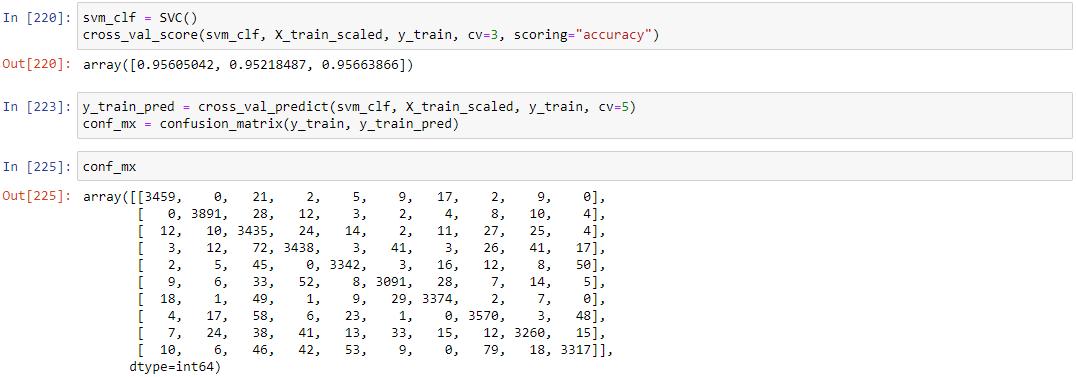 In [220]: svm_clf = SVC()
cross_val_score(svm_clf, X_train_scaled, y_train, cv=3, scoring="accuracy")
Out[220]: array([0.95605042, 0.95218487, 0.95663866])
In [223]: y_train_pred = cross_val_predict(svm_clf, X_train_scaled, y_train, cv=5)
conf_mx = confusion_matrix(y_train, y_train_pred)
In [225]: conf_mx
Out[225]: array([[3459, 0, 21, 2, 5, 9, 17, 2, 9, 0],
[ 0, 3891, 28, 12, 3, 2, 4, 8, 10, 4],
[ 12, 10, 3435, 24, 14, 2, 11, 27, 25, 4],
[ 3, 12, 72, 3438, 3, 41, 3, 26, 41, 17],
[ 2, 5, 45, 0, 3342, 3, 16, 12, 8, 50],
[ 9, 6, 33, 52, 8, 3091, 28, 7, 14, 5],
[ 18, 1, 49, 1, 9, 29, 3374, 2, 7, 0],
[ 4, 17, 58, 6, 23, 1, 0, 3570, 3, 48],
[ 7, 24, 38, 41, 13, 33, 15, 12, 3260, 15],
[ 10, 6, 46, 42, 53, 9, 0, 79, 18, 3317]],
dtype=int64)